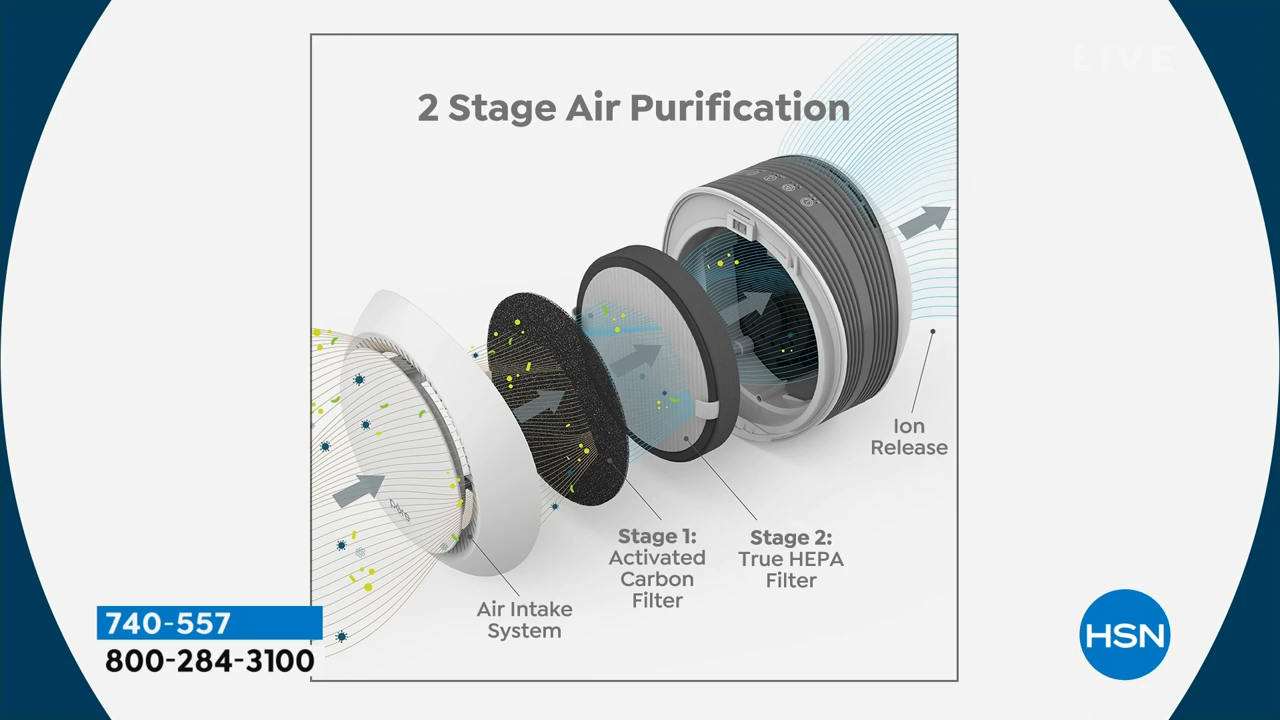 LIVE
2 Stage Air Purification
Ion
Release
Stage 1:
Activated
Carbon
Filter
Stage 2:
True HEPA
Filter
Air Intake
System
740-557
800-284-3100
HSN